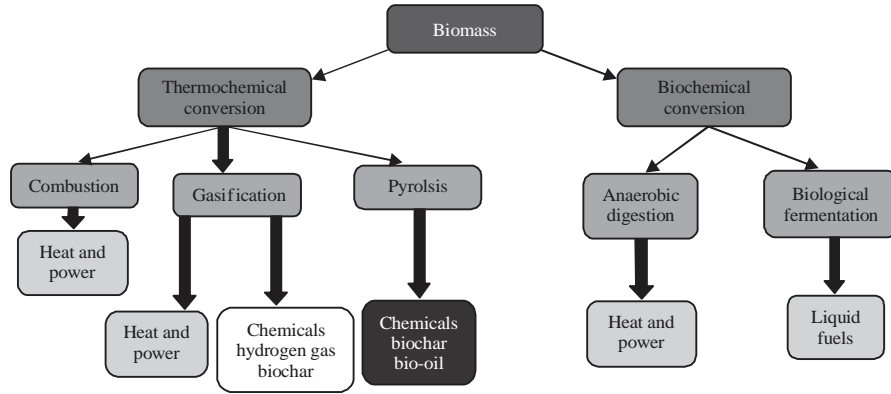 Biomass
Thermochemical
conversion
Biochemical
conversion
Combustion
Gasification
Pyrolsis
Anaerobic
digestion
Biological
fermentation
Heat and
power
Heat and
power
Chemicals
hydrogen gas
biochar
Chemicals
biochar
bio-oil
Heat and
power
Liquid
fuels